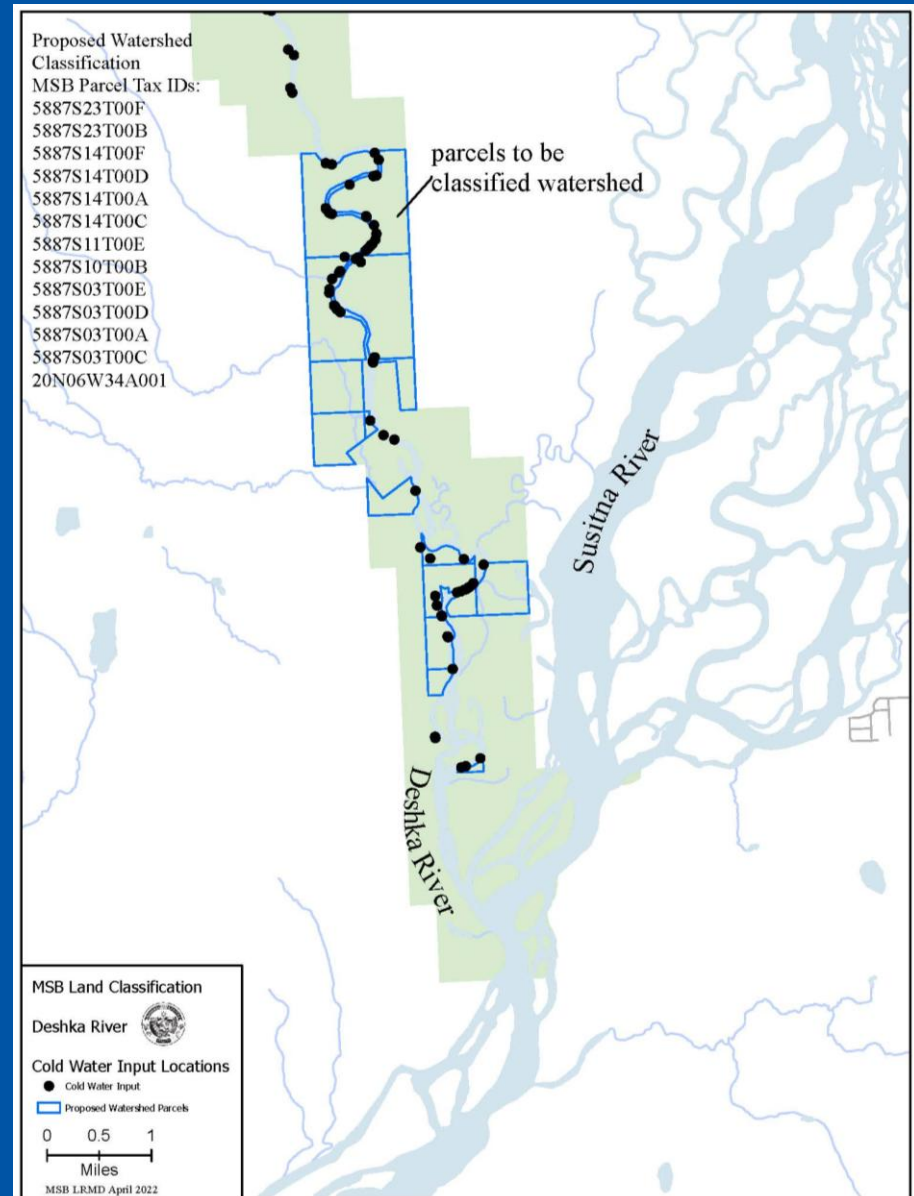 Proposed Watershed
Classification
MSB Parcel Tax IDs:
5887S23T00F
5887S23T00B
5887S14T00F
5887S14T00D
5887S14T00A
5887S14T00C
5887S11T00E
5887S10T00B
5887S03T00E
5887S03T00D
5887S03T00A
5887S03T00C
20N06W34A001
parcels to be
classified watershed
Susitna River
Deshka River
MSB Land Classification
Deshka River
Cold Water Input Locations
Cold Water Input
Proposed Watershed Parcels
0 0.5 1
Miles
MSB LRMD April 2022